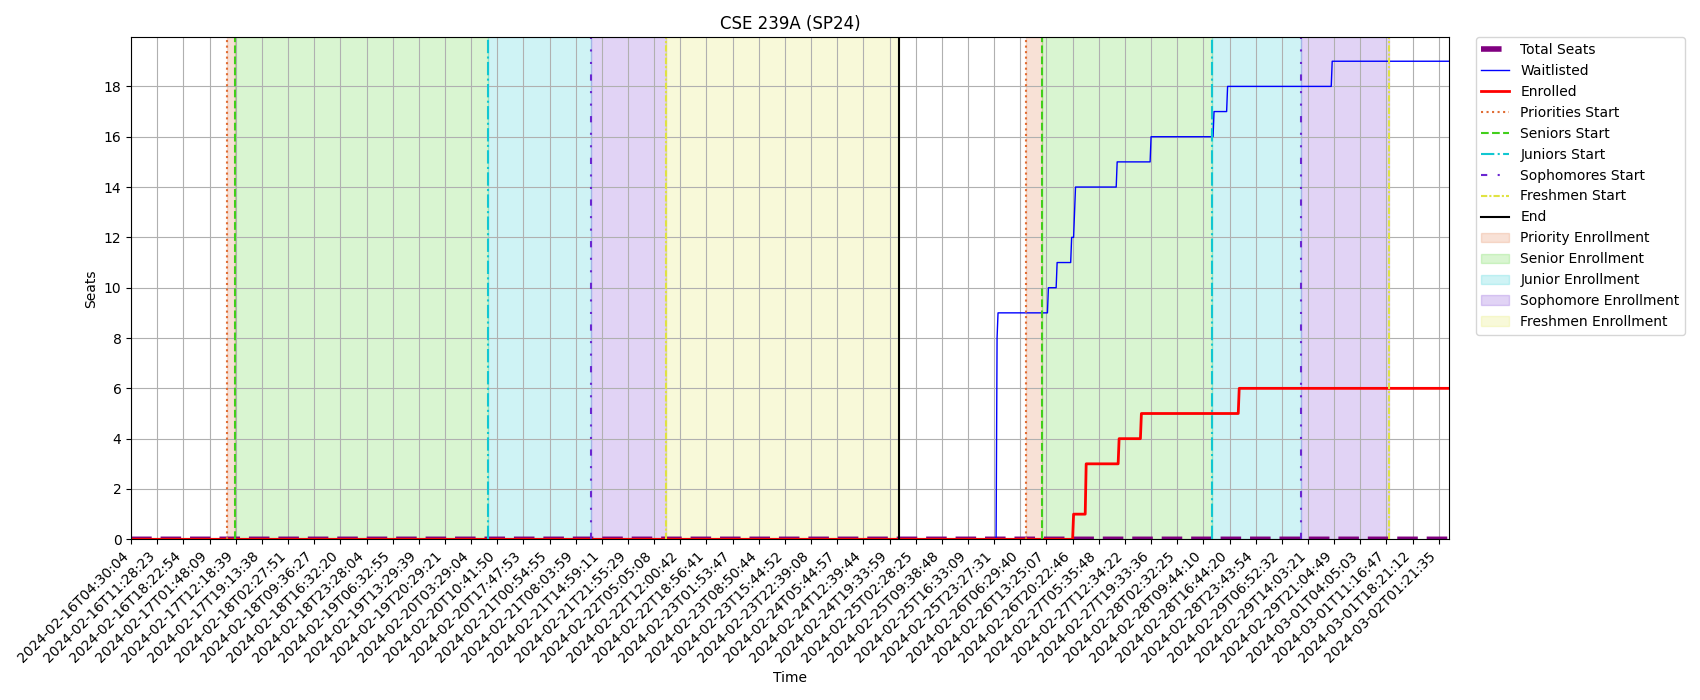 CSE 239A (SP24)
Seats
18
16
14
12
10
8
6
4
2
0
2024-02-16T04:30:04
2024-02-16T11:28:23
2024-02-16T18:22:54
2024-02-17T01:48:09
2024-02-17T12:18:39
2024-02-17T19:13:38
2024-02-18T02:27:51
2024-02-18T09:36:27
2024-02-18T16:32:20
2024-02-18T23:28:04
2024-02-19T06:32:55
2024-02-19T13:29:39
2024-02-19T20:29:21
2024-02-20T03:29:04
2024-02-20T10:41:50
2024-02-20T17:47:53
2024-02-21T00:54:55
2024-02-21T08:03:59
2024-02-21T14:59:11
2024-02-21T21:55:29
2024-02-22T05:05:08
2024-02-22T12:00:42
2024-02-22T18:56:41
2024-02-23T01:53:47
2024-02-23T08:50:44
2024-02-23T15:44:52
2024-02-23T22:39:08
2024-02-24T05:44:57
2024-02-24T12:39:44
2024-02-24T19:33:59
2024-02-25T02:28:25
2024-02-25T09:38:48
2024-02-25T16:33:09
2024-02-25T23:27:31
2024-02-26T06:29:40
2024-02-26T13:25:07
2024-02-26T20:22:46
2024-02-27T05:35:48
2024-02-27T12:34:22
2024-02-27T19:33:36
2024-02-28T02:32:25
2024-02-28T09:44:10
2024-02-28T16:44:20
2024-02-28T23:43:54
2024-02-29T06:52:32
2024-02-29T14:03:21
2024-02-29T21:04:49
2024-03-01T04:05:03
2024-03-01T11:16:47
2024-03-01T18:21:12
2024-03-02T01:21:35
Time
Total Seats
Waitlisted
Enrolled
Priorities Start
Seniors Start
Juniors Start
Sophomores Start
Freshmen Start
End
Priority Enrollment
Senior Enrollment
Junior Enrollment
Sophomore Enrollment
Freshmen Enrollment